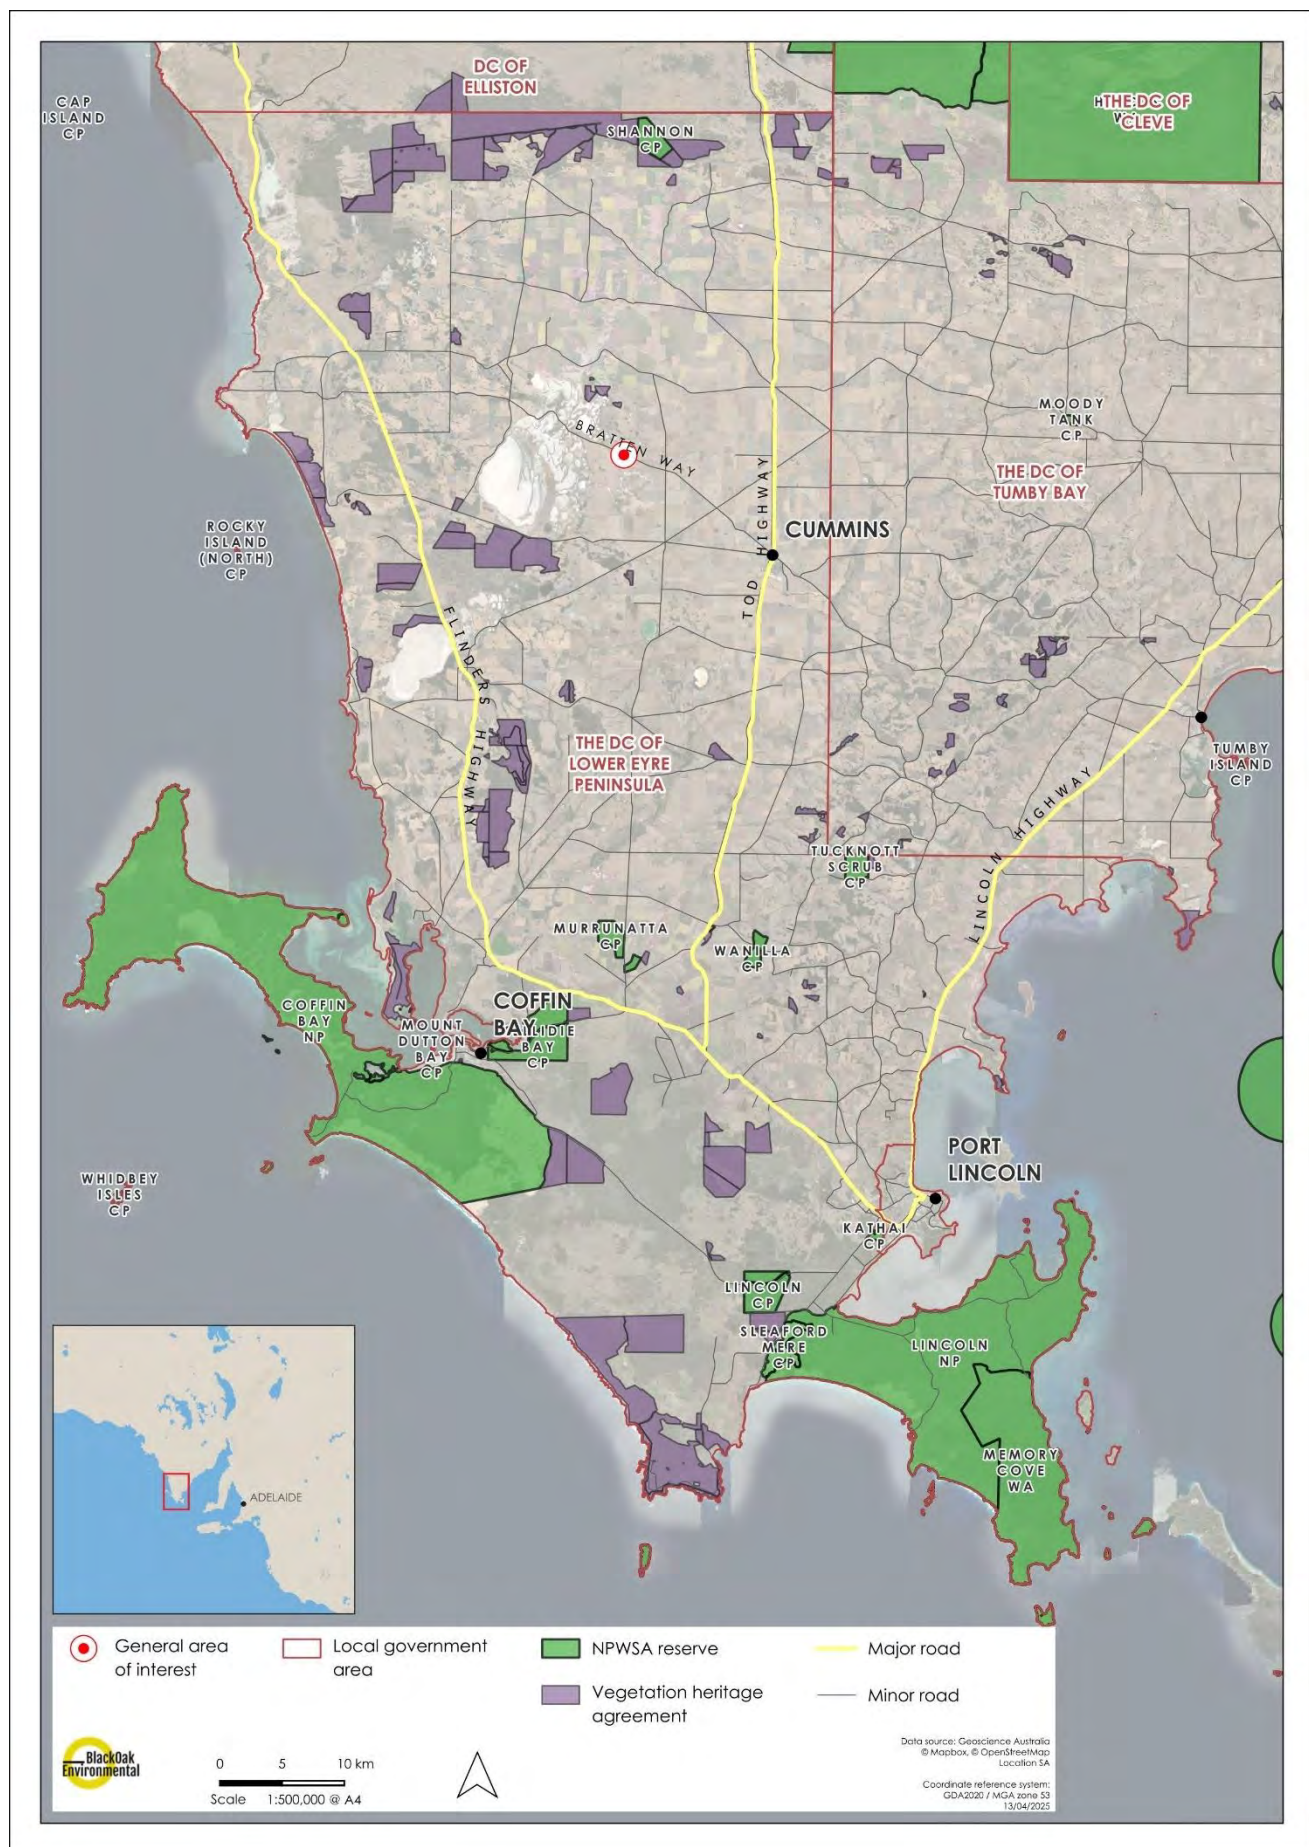 DC OF
ELLISTON
CAP
ISLAND
CP
THE DC OF
CLEVE
SHANNON
CP
BRATTEN WAY
MOODY
TANK
CP
THE DC OF
TUMBY BAY
ROCKY
ISLAND
(NORTH)
CP
CUMMINS
TOD HIGHWAY
FLINDERS HIGHWAY
THE DC OF
LOWER EYRE
PENINSULA
TUMBY
ISLAND
CP
LINCOLN HIGHWAY
TUCKNOTT
SCRUB
CP
MURRUNATTA
CP
WANILLA
CP
COFFIN
BAY
NP
COFFIN
BAY
MOUNT
DUTTON
BAY
CP
BAY
CP
PORT
LINCOLN
WHIDBEY
ISLES
CP
KATHAI
CP
LINCOLN
CP
SLEAFORD
MERE
CP
LINCOLN
NP
MEMORY
COVE
WA
ADELAIDE
General area
of interest
Local government
area
NPWSA reserve
Vegetation heritage
agreement
Major road
Minor road
BlackOak
Environmental
0 5 10 km
Scale 1:500,000 @ A4
Data source: Geoscience Australia
© Mapbox, © OpenStreetMap
Location SA
Coordinate reference system:
GDA2020 / MGA zone 53
13/04/2025